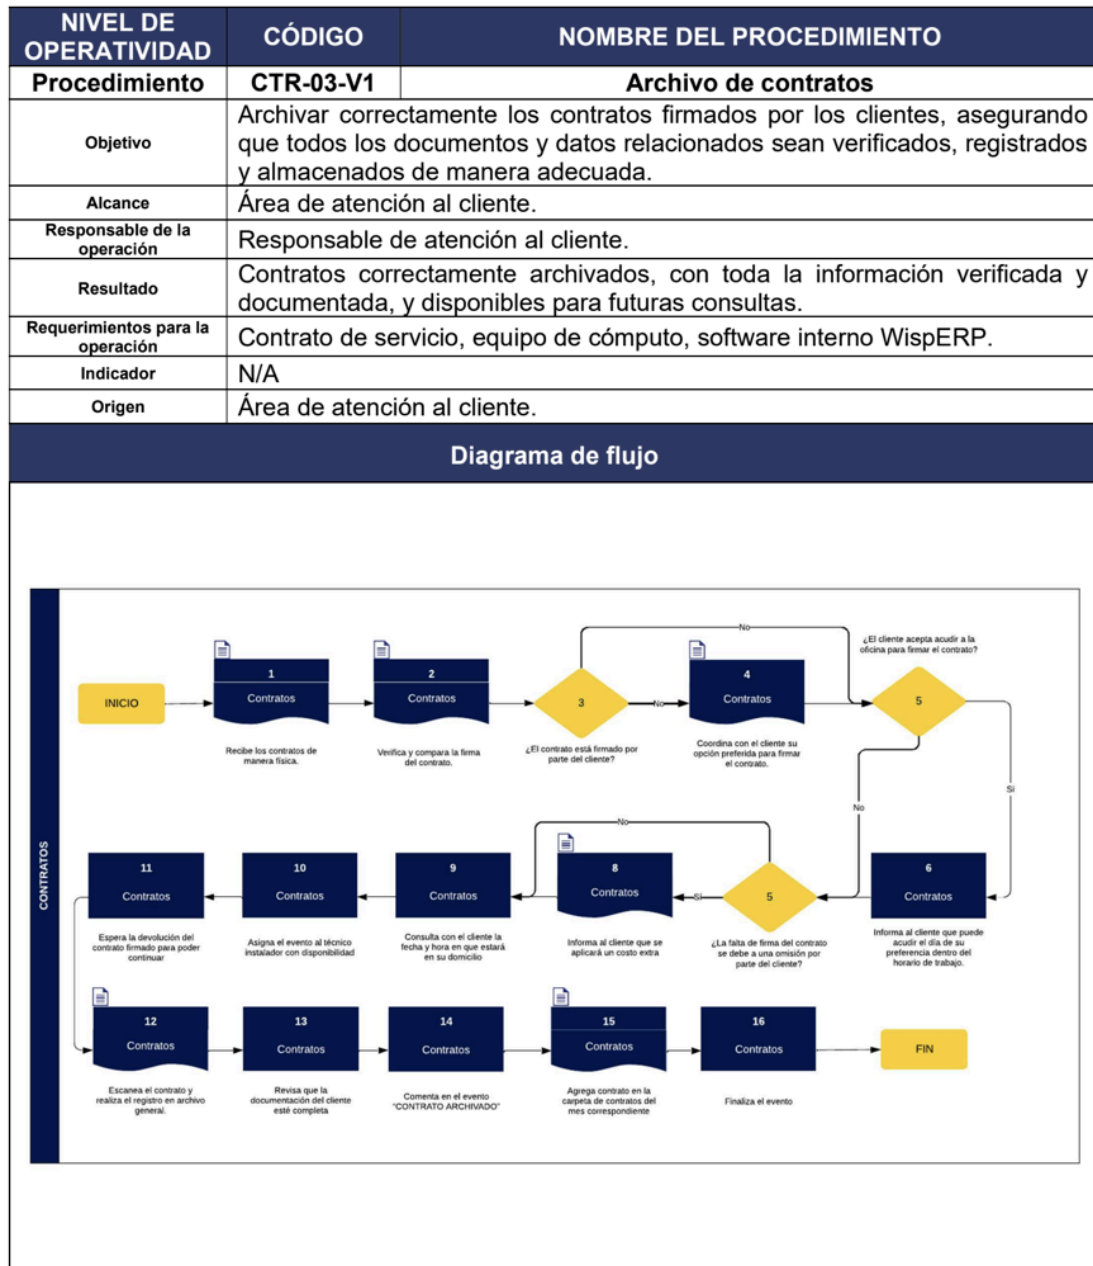 NIVEL DE
OPERATIVIDAD
CÓDIGO
NOMBRE DEL PROCEDIMIENTO
Procedimiento
CTR-03-V1
Archivo de contratos
Objetivo
Archivar correctamente los contratos firmados por los clientes, asegurando
que todos los documentos y datos relacionados sean verificados, registrados
y almacenados de manera adecuada.
Alcance
Área de atención al cliente.
Responsable de la
operación
Responsable de atención al cliente.
Resultado
Contratos correctamente archivados, con toda la información verificada y
documentada, y disponibles para futuras consultas.
Requerimientos para la
operación
Contrato de servicio, equipo de cómputo, software interno WispERP.
Indicador
N/A
Origen
Área de atención al cliente.
Diagrama de flujo
CONTRATOS
INICIO
1
Contratos
Recibe los contratos de
manera física.
2
Contratos
Verifica y compara la firma
del contrato.
3
¿El contrato está firmado por
parte del cliente?
No
No
4
Contratos
Coordina con el cliente su
opción preferida para firmar
el contrato.
¿El cliente acepta acudir a la
oficina para firmar el contrato?
5
Si
No
6
Contratos
Informa al cliente que puede
acudir el día de su
preferencia dentro del
horario de trabajo.
5
¿La falta de firma del contrato
se debe a una omisión por
parte del cliente?
No
Si
8
Contratos
Informa al cliente que se
aplicará un costo extra
9
Contratos
Consulta con el cliente la
fecha y hora en que estará
en su domicilio
10
Contratos
Asigna el evento al técnico
instalador con disponibilidad
11
Contratos
Espera la devolución del
contrato firmado para poder
continuar
12
Contratos
Escanea el contrato y
realiza el registro en archivo
general.
13
Contratos
Revisa que la
documentación del cliente
esté completa
14
Contratos
Comenta en el evento
"CONTRATO ARCHIVADO"
15
Contratos
Agrega contrato en la
carpeta de contratos del
mes correspondiente
16
Contratos
Finaliza el evento
FIN